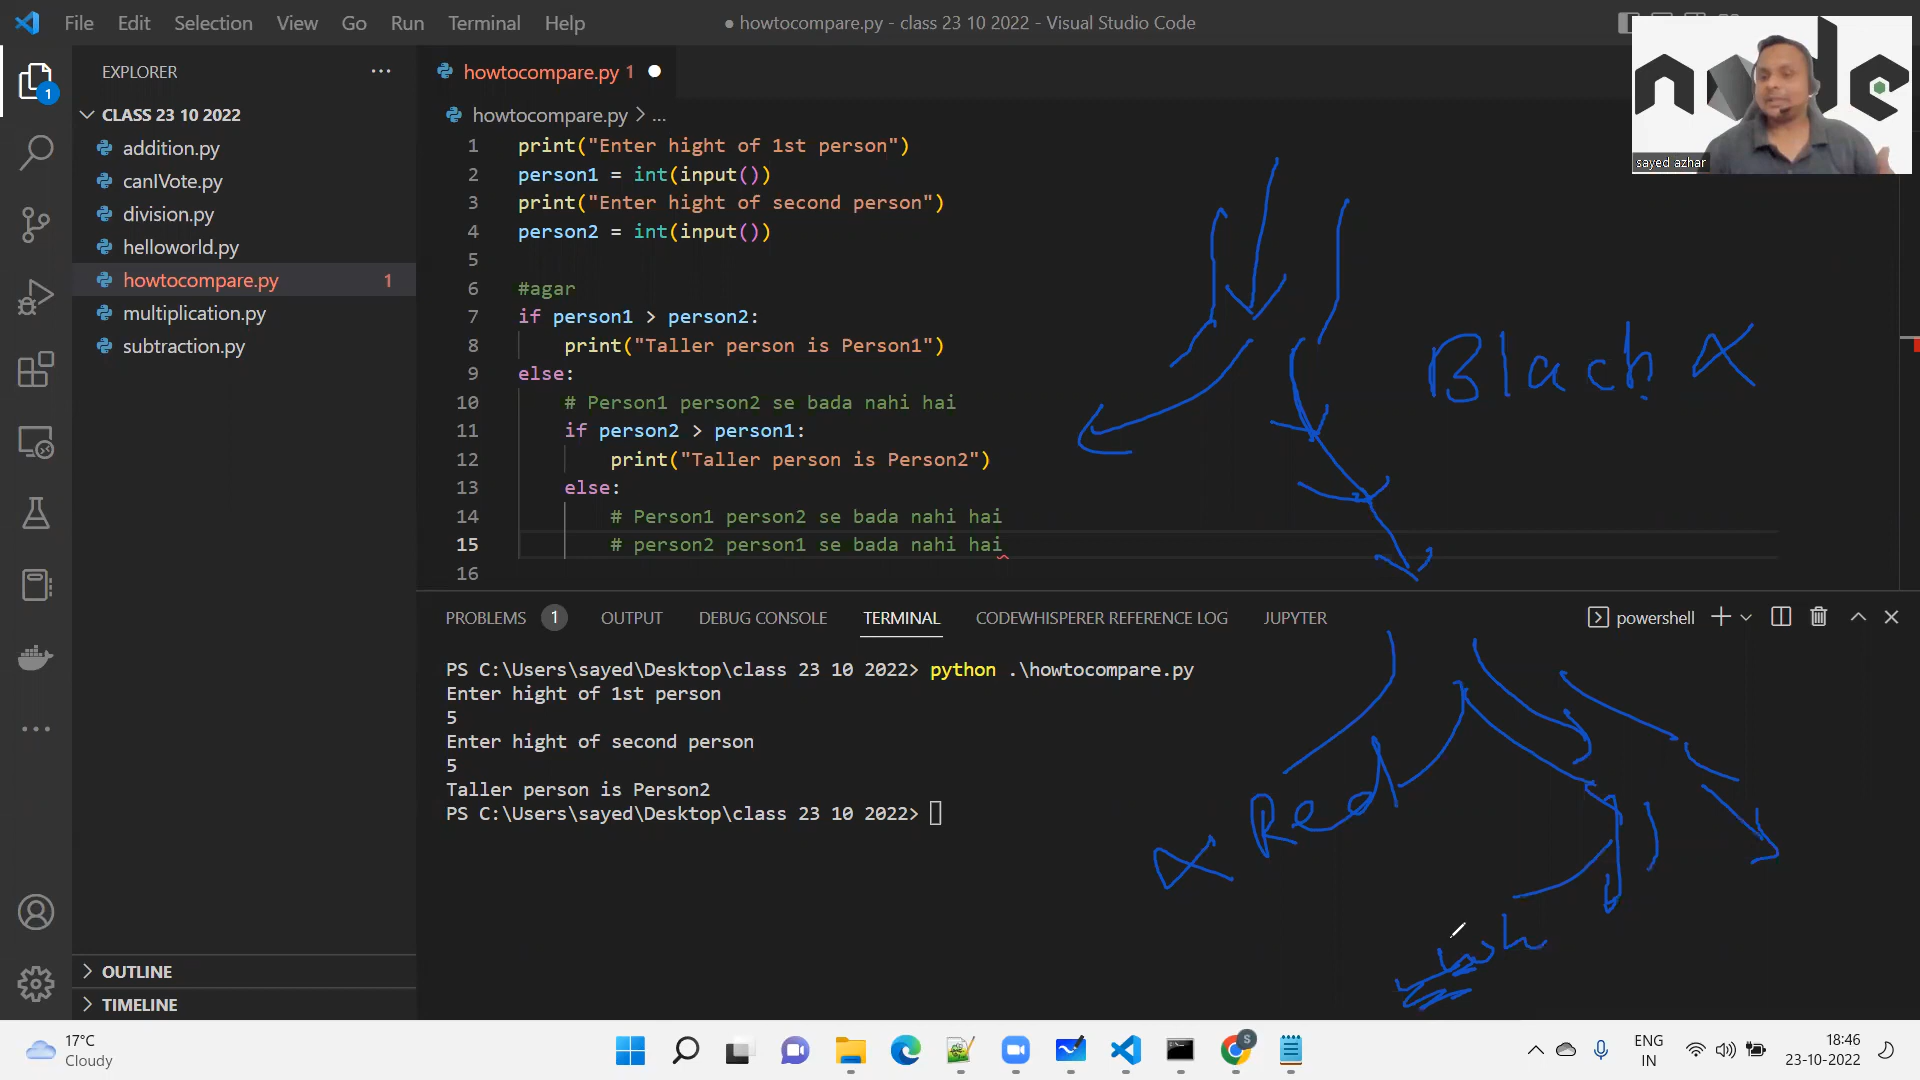 File Edit Selection View Go Run Terminal Help
● howtocompare.py - class 23 10 2022 - Visual Studio Code
node
sayed azhar
EXPLORER
1
CLASS 23 10 2022
addition.py
canIVote.py
division.py
helloworld.py
howtocompare.py 1
multiplication.py
subtraction.py
OUTLINE
TIMELINE
howtocompare.py 1
howtocompare.py > ...
1 print("Enter hight of 1st person")
2 person1 = int(input())
3 print("Enter hight of second person")
4 person2 = int(input())
5
6 #agar
7 if person1 > person2:
8 print("Taller person is Person1")
9 else:
10 # Person1 person2 se bada nahi hai
11 if person2 > person1:
12 print("Taller person is Person2")
13 else:
14 # Person1 person2 se bada nahi hai
15 # person2 person1 se bada nahi hai
16
Blach
PROBLEMS 1 OUTPUT DEBUG CONSOLE TERMINAL CODEWHISPERER REFERENCE LOG JUPYTER
powershell
PS C:\Users\sayed\Desktop\class 23 10 2022> python .\howtocompare.py
Enter hight of 1st person
5
Enter hight of second person
5
Taller person is Person2
PS C:\Users\sayed\Desktop\class 23 10 2022>
Red
17°C
Cloudy
S
ENG
IN
18:46
23-10-2022